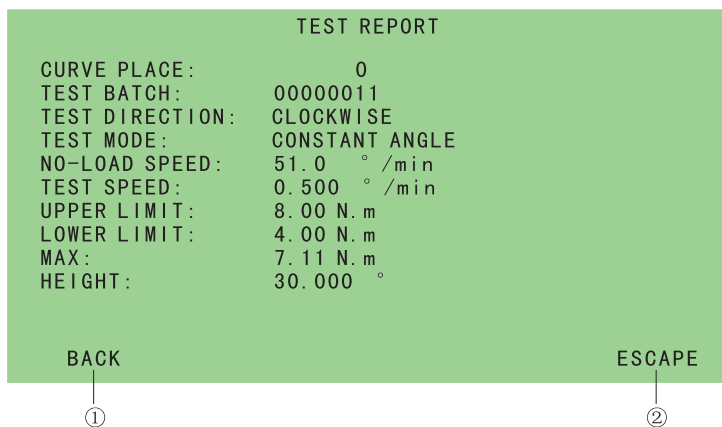 TEST REPORT
CURVE PLACE: 0
TEST BATCH: 00000011
TEST DIRECTION: CLOCKWISE
TEST MODE: CONSTANT ANGLE
NO-LOAD SPEED: 51.0 °/min
TEST SPEED: 0.500 °/min
UPPER LIMIT: 8.00 N.m
LOWER LIMIT: 4.00 N.m
MAX: 7.11 N.m
HEIGHT: 30.000 °
BACK ESCAPE
① ②